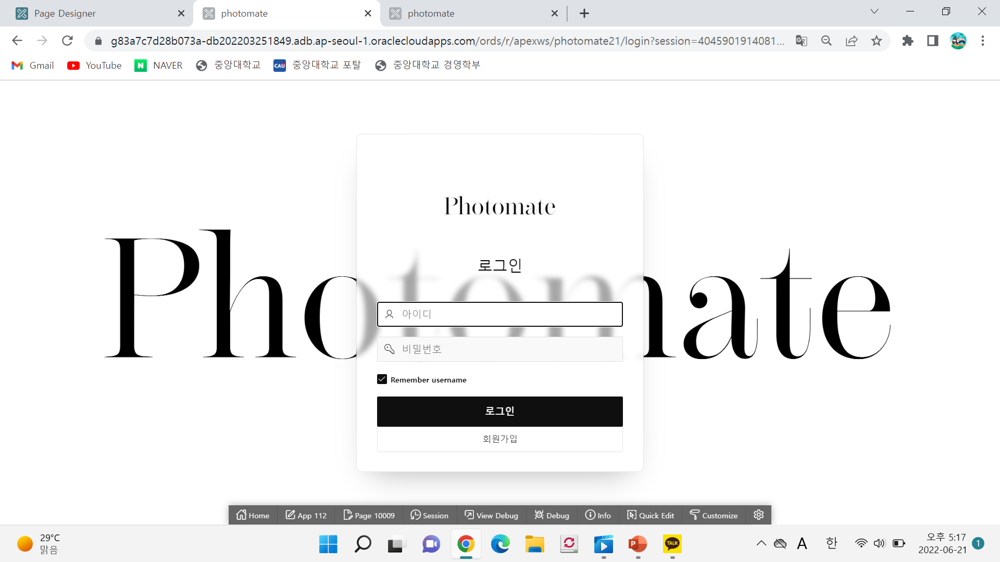 Page Designer
photomate
photomate
g83a7c7d28b073a-db202203251849.adb.ap-seoul-1.oraclecloudapps.com/ords/r/apexws/photomate21/login?session=4045901914081...
Gmail
YouTube
NAVER
중앙대학교
CAU
중앙대학교 포탈
중앙대학교 경영학부
Photomate
Photomate
로그인
아이디
비밀번호
Remember username
로그인
회원가입
Home
App 112
Page 10009
Session
View Debug
Debug
Info
Quick Edit
Customize
29°C
맑음
TALK
A
한
오후 5:17
2022-06-21
1